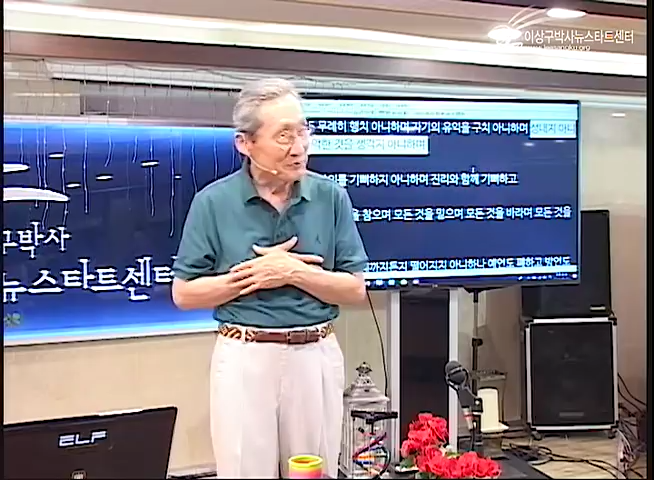 이상구박사뉴스타트센터
무례히 행치 아니하며 자기의 유익을 구치 아니하며 성내지 아니
악한 것을 생각지 아니하며
기뻐하지 아니하며 진리와 함께 기뻐하고
참으며 모든 것을 믿으며 모든 것을 바라며 모든 것을
까지든지 떨어지지 아니하나 예언도 폐하고 방언도
구박사
뉴스타트센터
ELF